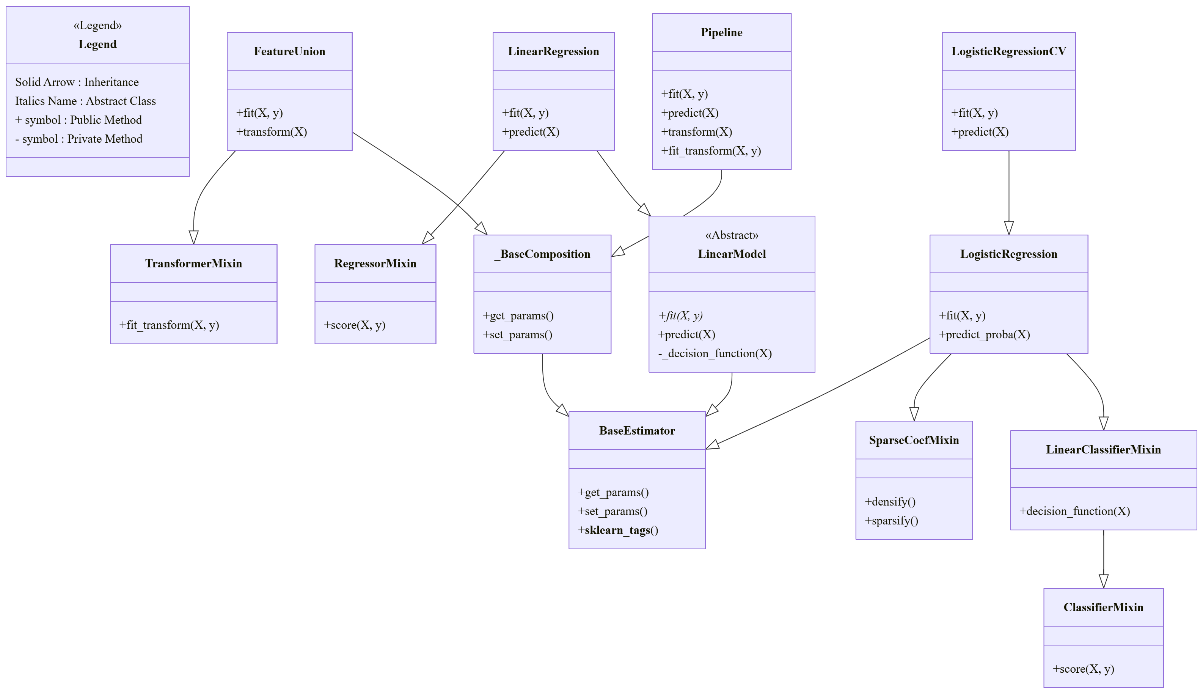 «Legend»
Legend
Solid Arrow : Inheritance
Italics Name : Abstract Class
+ symbol : Public Method
- symbol : Private Method
FeatureUnion
+fit(X, y)
+transform(X)
LinearRegression
+fit(X, y)
+predict(X)
Pipeline
+fit(X, y)
+predict(X)
+transform(X)
+fit_transform(X, y)
LogisticRegressionCV
+fit(X, y)
+predict(X)
TransformerMixin
+fit_transform(X, y)
RegressorMixin
+score(X, y)
_BaseComposition
+get_params()
+set_params()
«Abstract»
LinearModel
+fit(X, y)
+predict(X)
-_decision_function(X)
LogisticRegression
+fit(X, y)
+predict_proba(X)
BaseEstimator
+get_params()
+set_params()
+sklearn_tags()
SparseCoefMixin
+densify()
+sparsify()
LinearClassifierMixin
+decision_function(X)
ClassifierMixin
+score(X, y)